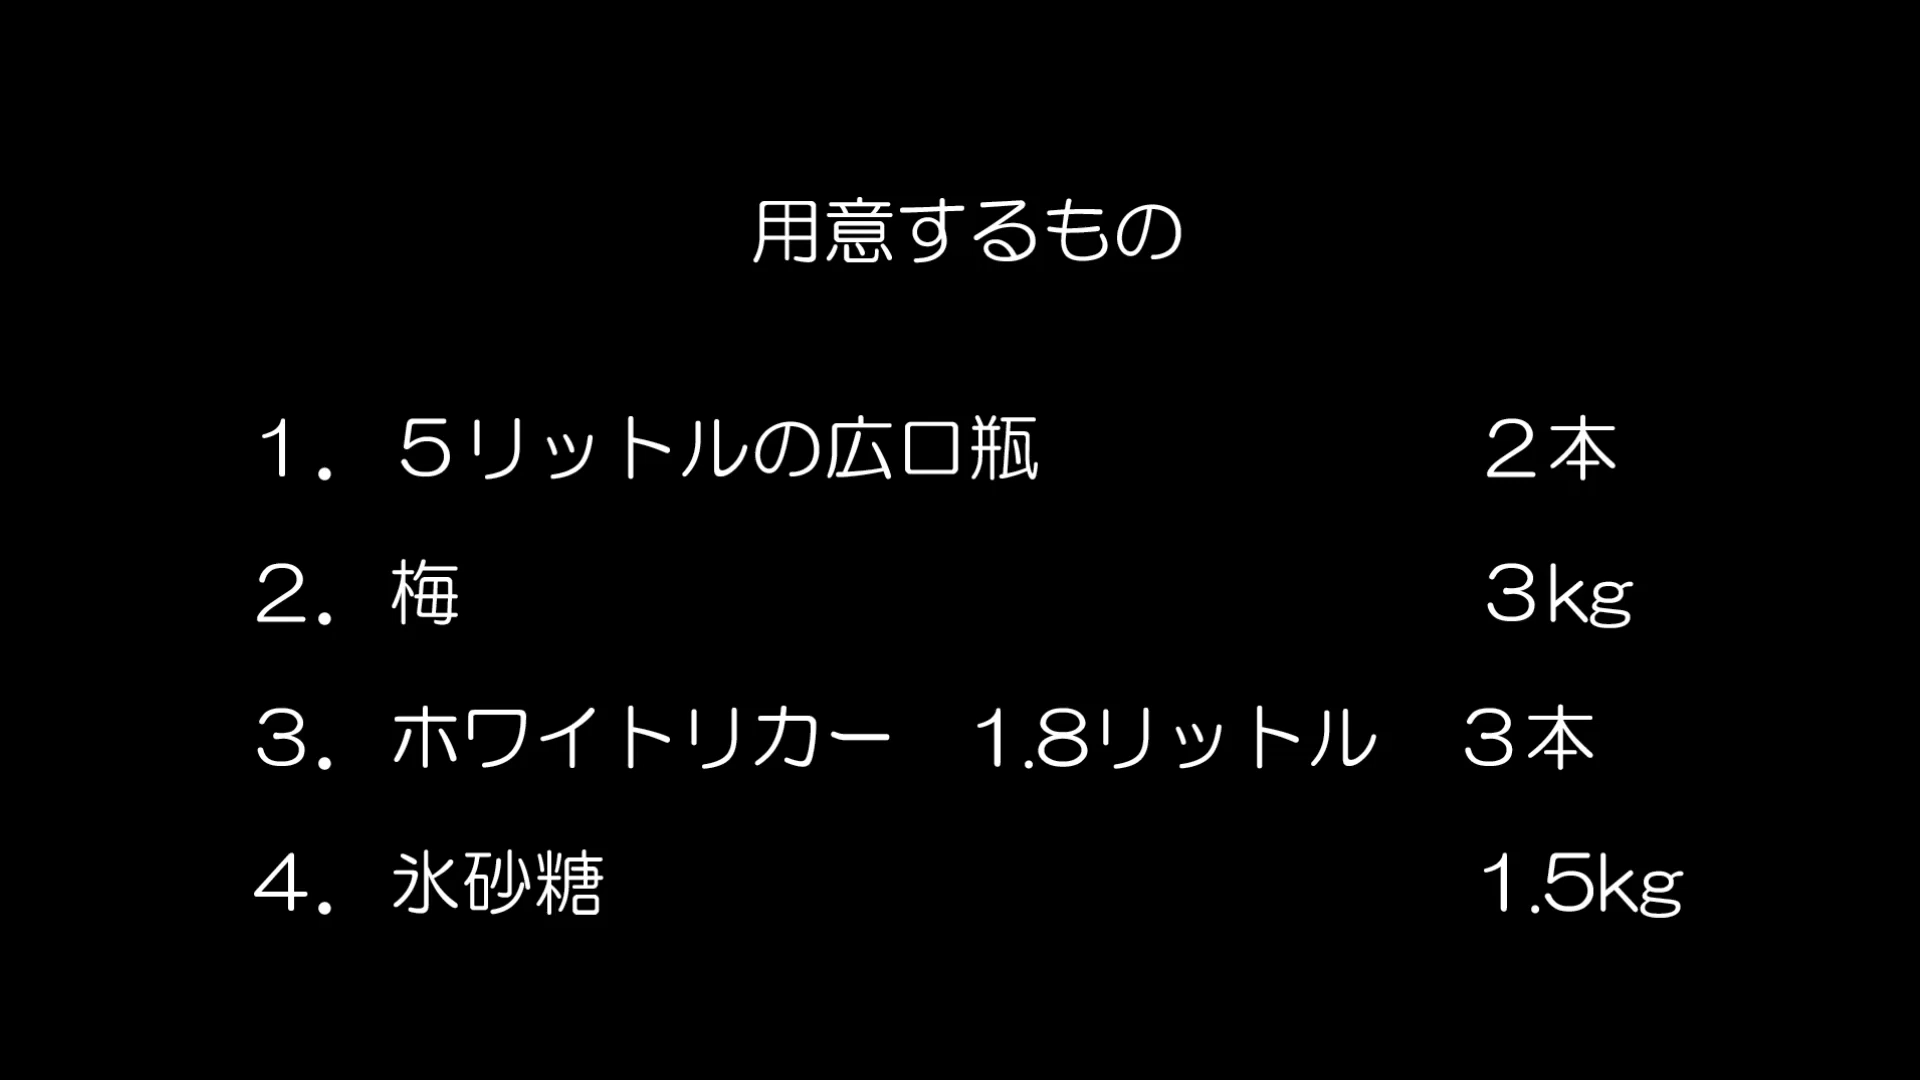 用意するもの
１．５リットルの広口瓶　２本
２．梅　３kg
３．ホワイトリカー　1.8リットル　３本
４．氷砂糖　1.5kg